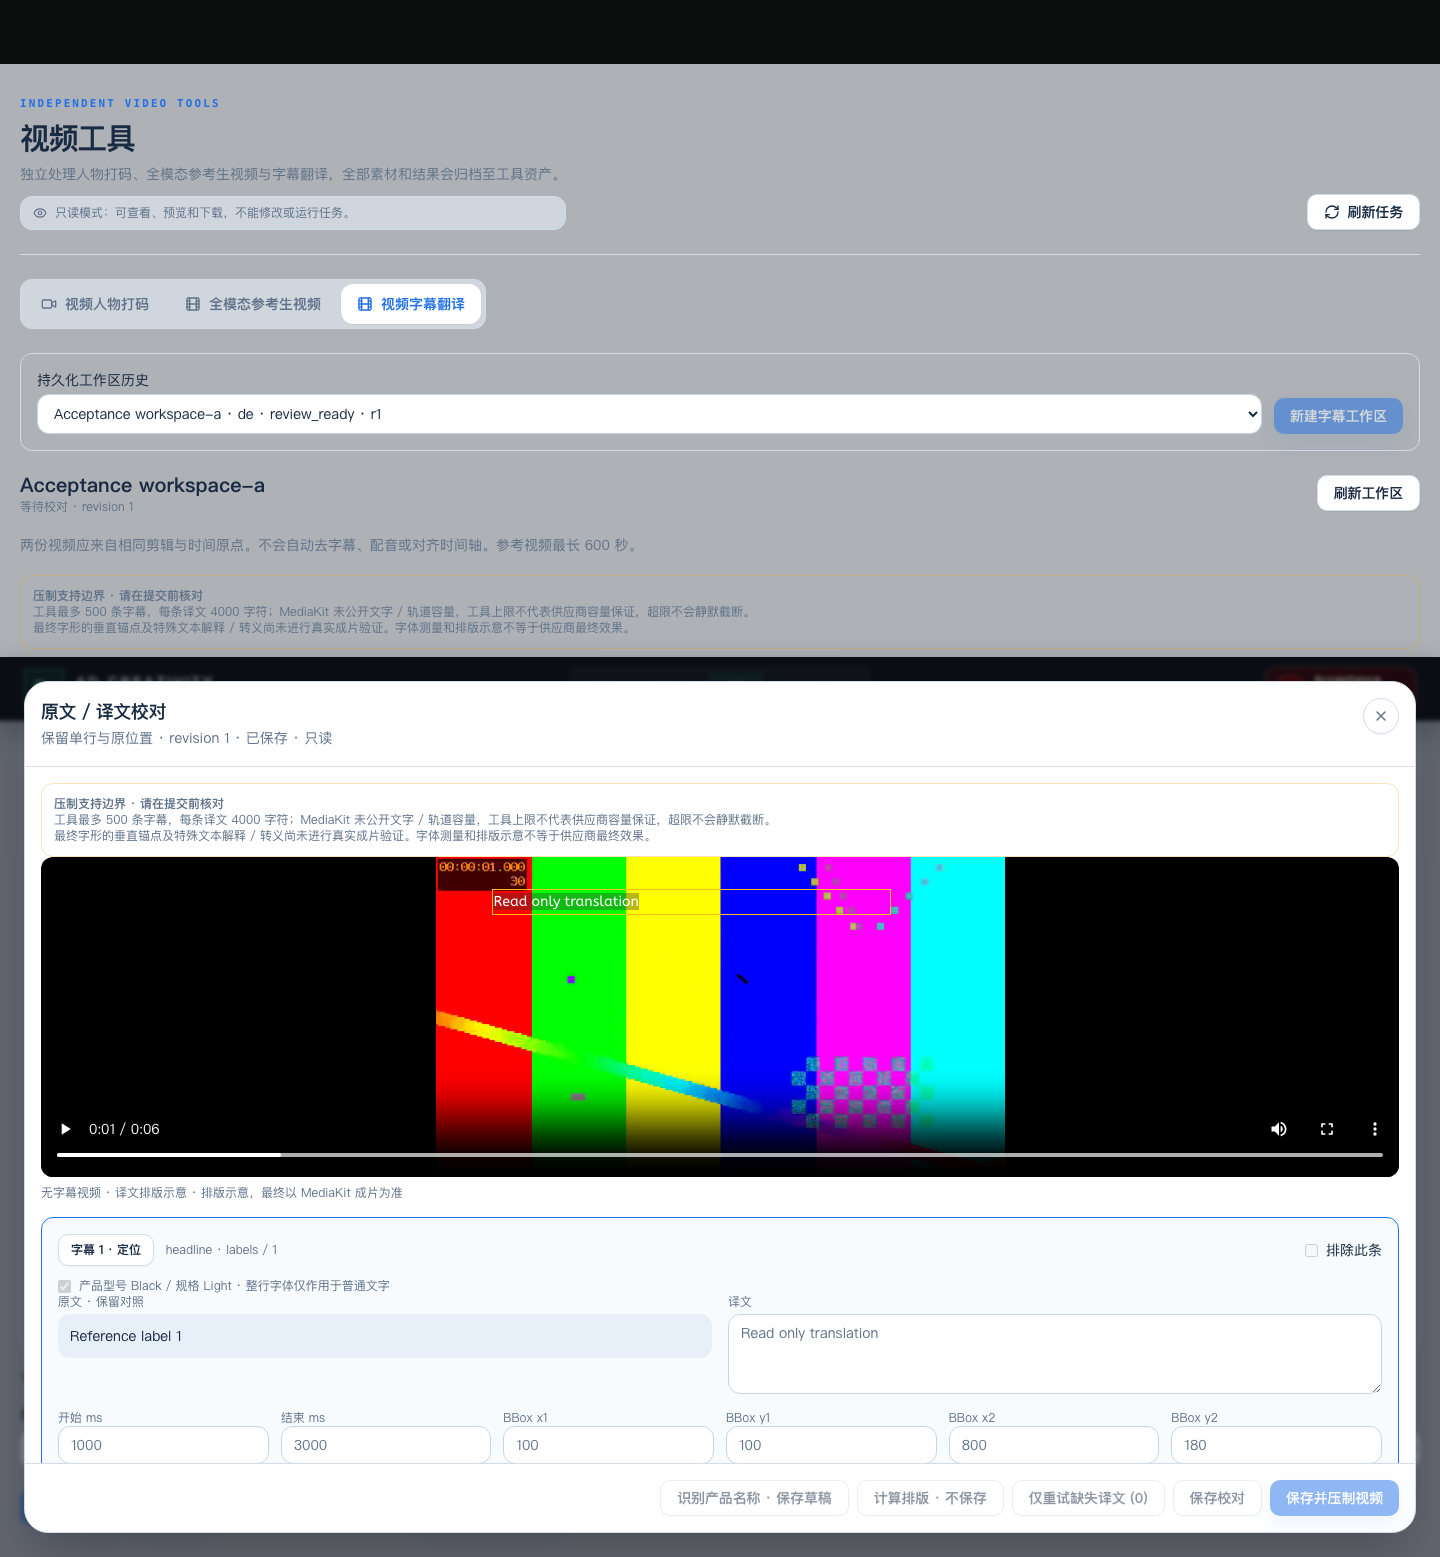 INDEPENDENT VIDEO TOOLS
视频工具
独立处理人物打码、全模态参考生视频与字幕翻译，全部素材和结果会归档至工具资产。
只读模式：可查看、预览和下载，不能修改或运行任务。
刷新任务
视频人物打码
全模态参考生视频
视频字幕翻译
持久化工作区历史
Acceptance workspace-a · de · review_ready · r1
新建字幕工作区
Acceptance workspace-a
等待校对 · revision 1
刷新工作区
两份视频应来自相同剪辑与时间原点。不会自动去字幕、配音或对齐时间轴。参考视频最长 600 秒。
压制支持边界 · 请在提交前核对
工具最多 500 条字幕，每条译文 4000 字符；MediaKit 未公开文字 / 轨道容量，工具上限不代表供应商容量保证，超限不会静默截断。
最终字形的垂直锚点及特殊文本解释 / 转义尚未进行真实成片验证。字体测量和排版示意不等于供应商最终效果。
原文 / 译文校对
保留单行与原位置 · revision 1 · 已保存 · 只读
压制支持边界 · 请在提交前核对
工具最多 500 条字幕，每条译文 4000 字符；MediaKit 未公开文字 / 轨道容量，工具上限不代表供应商容量保证，超限不会静默截断。
最终字形的垂直锚点及特殊文本解释 / 转义尚未进行真实成片验证。字体测量和排版示意不等于供应商最终效果。
00:00:01.000
30
Read only translation
0:01 / 0:06
无字幕视频 · 译文排版示意 · 排版示意，最终以 MediaKit 成片为准
字幕 1 · 定位
headline · labels / 1
排除此条
产品型号 Black / 规格 Light · 整行字体仅作用于普通文字
原文 · 保留对照
译文
Reference label 1
Read only translation
开始 ms
结束 ms
BBox x1
BBox y1
BBox x2
BBox y2
1000
3000
100
100
800
180
识别产品名称 · 保存草稿
计算排版 · 不保存
仅重试缺失译文 (0)
保存校对
保存并压制视频